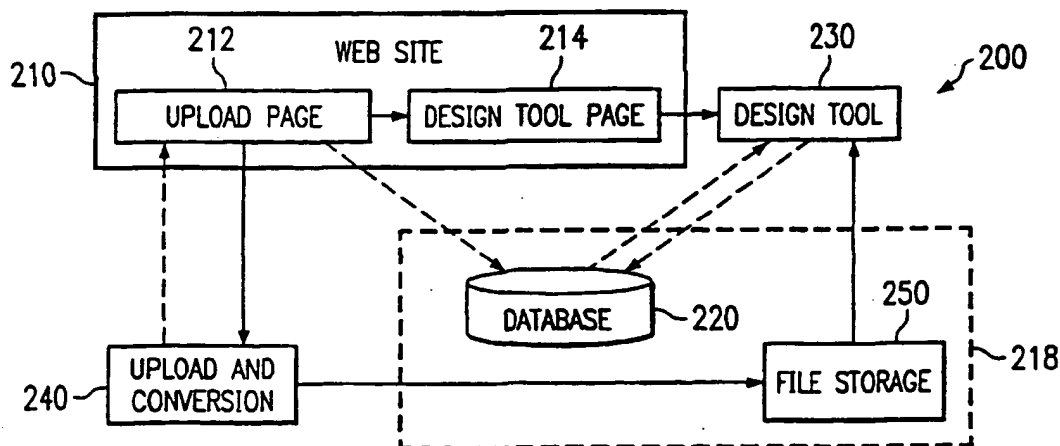 212
WEB SITE
214
230
200
210
UPLOAD PAGE
DESIGN TOOL PAGE
DESIGN TOOL
DATABASE
220
250
218
240
UPLOAD AND
CONVERSION
FILE STORAGE